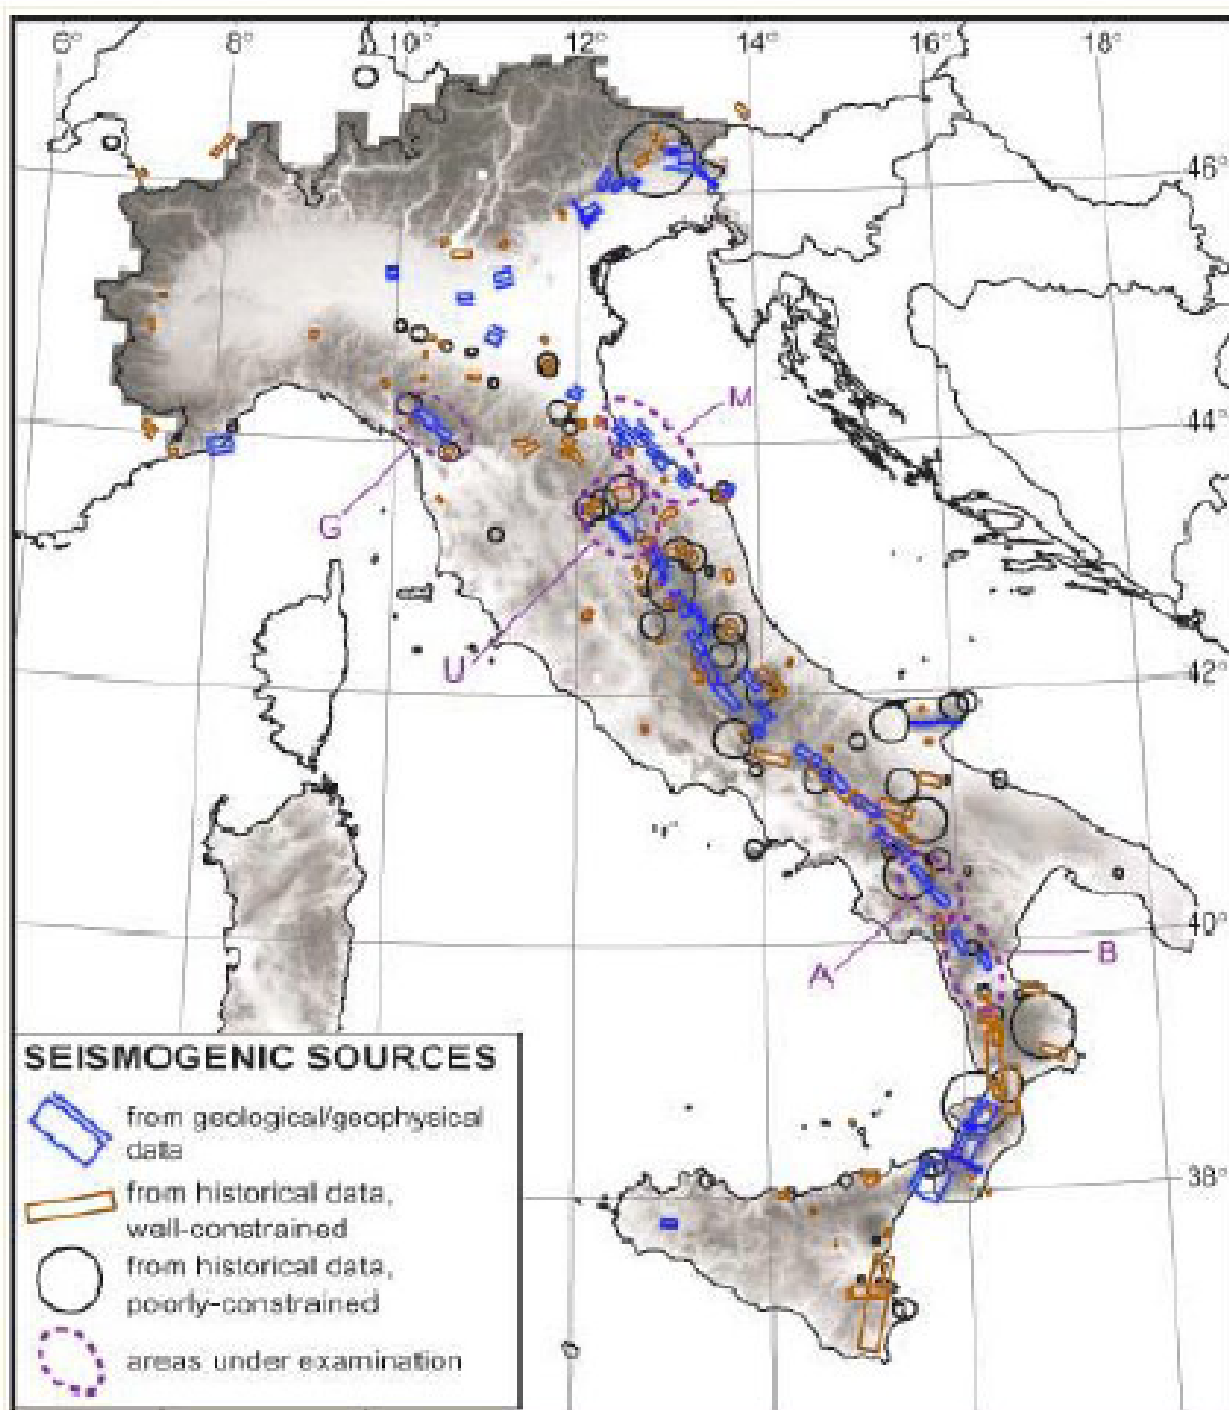 6° 8° 10° 12° 14° 16° 18°
46°
M
44°
G
U
42°
40°
A
B
SEISMOGENIC SOURCES
from geological/geophysical
data
from historical data,
well-constrained
38°
from historical data,
poorly-constrained
areas under examination